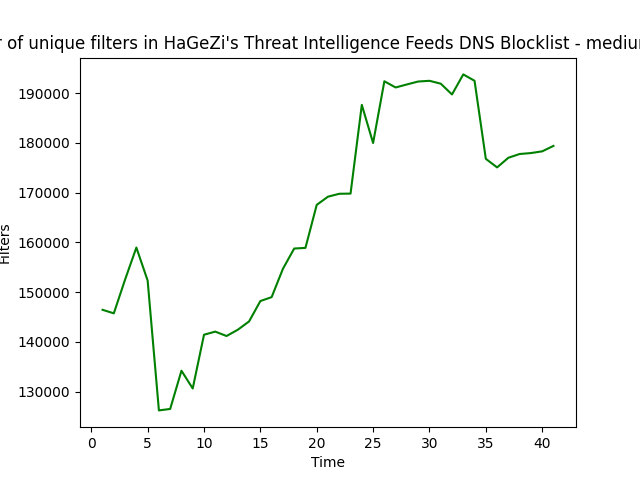 of unique filters in HaGeZi's Threat Intelligence Feeds DNS Blocklist - medium
190000
180000
170000
160000
150000
140000
130000
Filters
0 5 10 15 20 25 30 35 40
Time